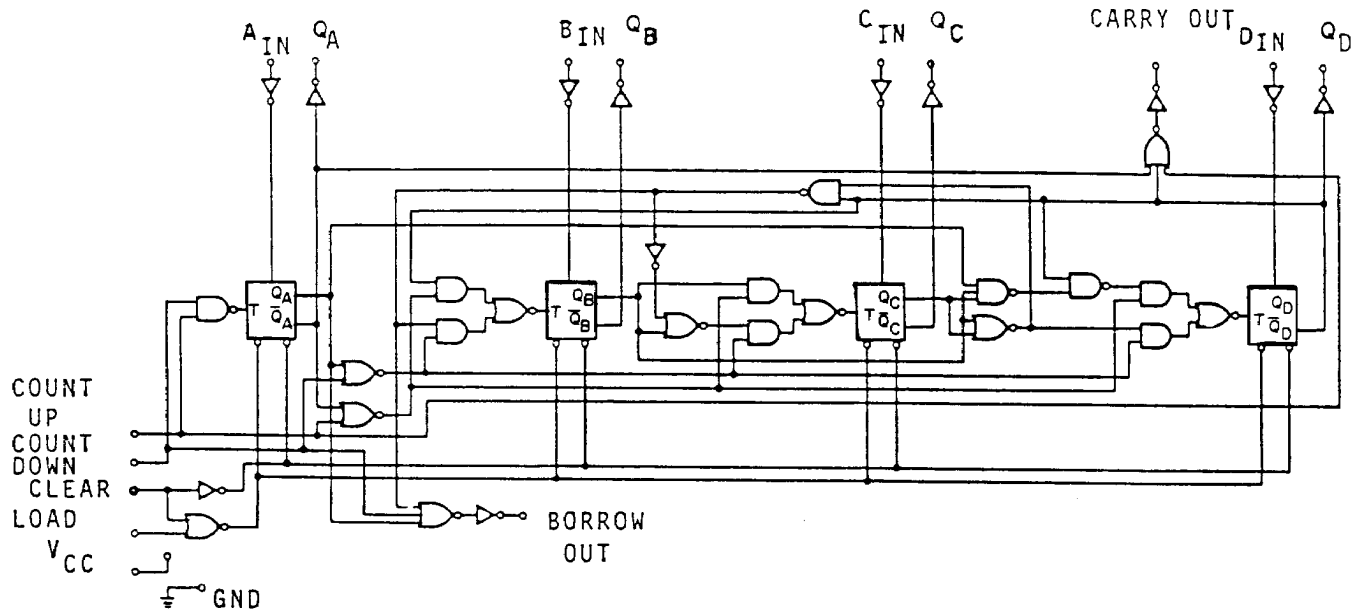 A IN Q A B IN Q B C IN Q C CARRY OUT D IN Q D
T Q A
Q̅ A
T Q B
Q̅ B
T Q C
Q̅ C
T Q D
Q̅ D
COUNT
UP
COUNT
DOWN
CLEAR
LOAD
V CC
GND
BORROW
OUT